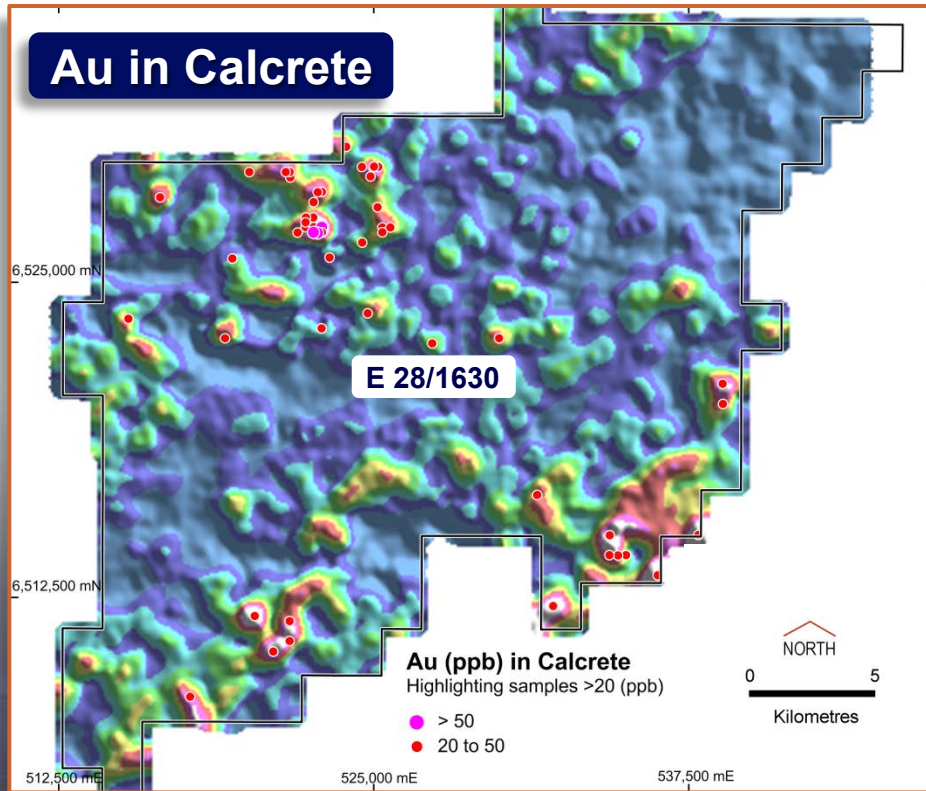 Au in Calcrete
6,525,000 mN
E 28/1630
6,512,500 mN
Au (ppb) in Calcrete
Highlighting samples >20 (ppb)
> 50
20 to 50
NORTH
0 5
Kilometres
512,500 mE 525,000 mE 537,500 mE